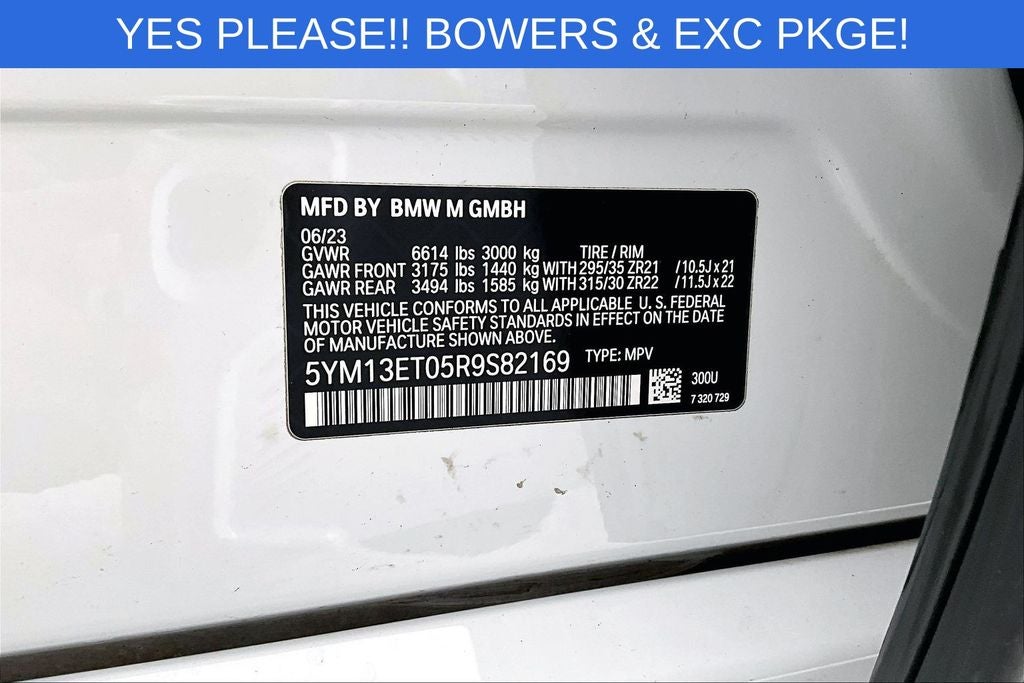 YES PLEASE!! BOWERS & EXC PKGE!
MFD BY BMW M GMBH
06/23
GVWR 6614 lbs 3000 kg TIRE / RIM
GAWR FRONT 3175 lbs 1440 kg WITH 295/35 ZR21 /10.5J x 21
GAWR REAR 3494 lbs 1585 kg WITH 315/30 ZR22 /11.5J x 22
THIS VEHICLE CONFORMS TO ALL APPLICABLE U. S. FEDERAL
MOTOR VEHICLE SAFETY STANDARDS IN EFFECT ON THE DATE
OF MANUFACTURE SHOWN ABOVE.
5YM13ET05R9S82169 TYPE: MPV
300U
7 320 729